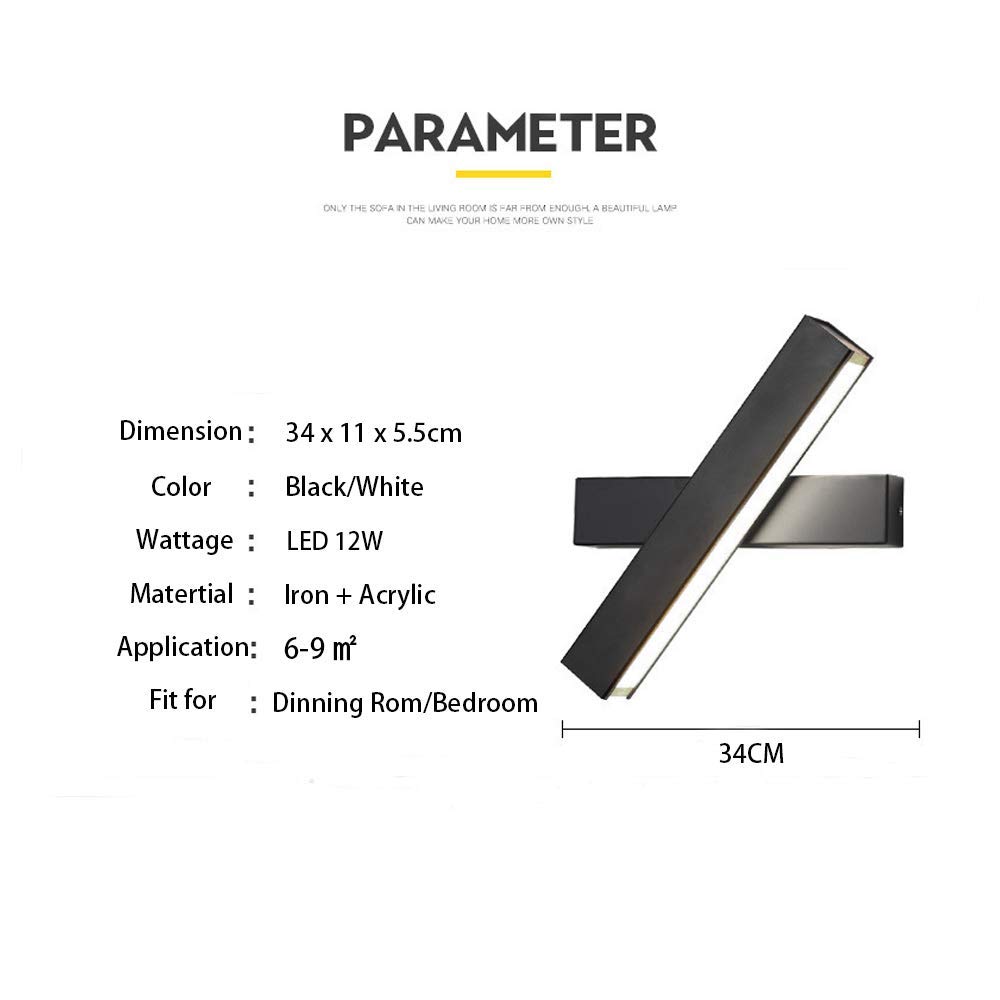 PARAMETER
ONLY THE SOFA IN THE LIVING ROOM IS FAR FROM ENOUGH, A BEAUTIFUL LAMP
CAN MAKE YOUR HOME MORE OWN STYLE
Dimension : 34 x 11 x 5.5cm
Color : Black/White
Wattage : LED 12W
Matertial : Iron + Acrylic
Application: 6-9 ㎡
Fit for : Dinning Rom/Bedroom
34CM